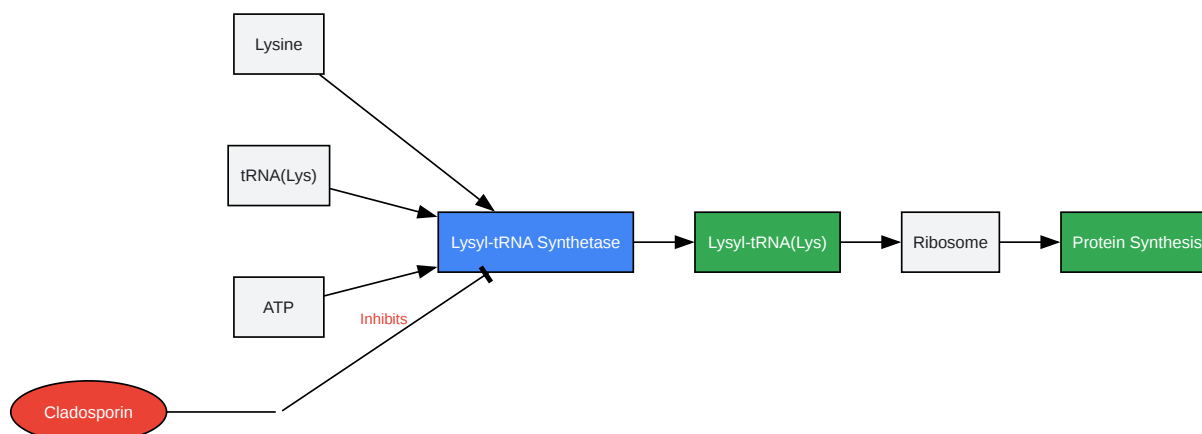 Lysine
tRNA(Lys)
Lysyl-tRNA Synthetase
Lysyl-tRNA(Lys)
Ribosome
Protein Synthesis
ATP
Inhibits
Cladosporin